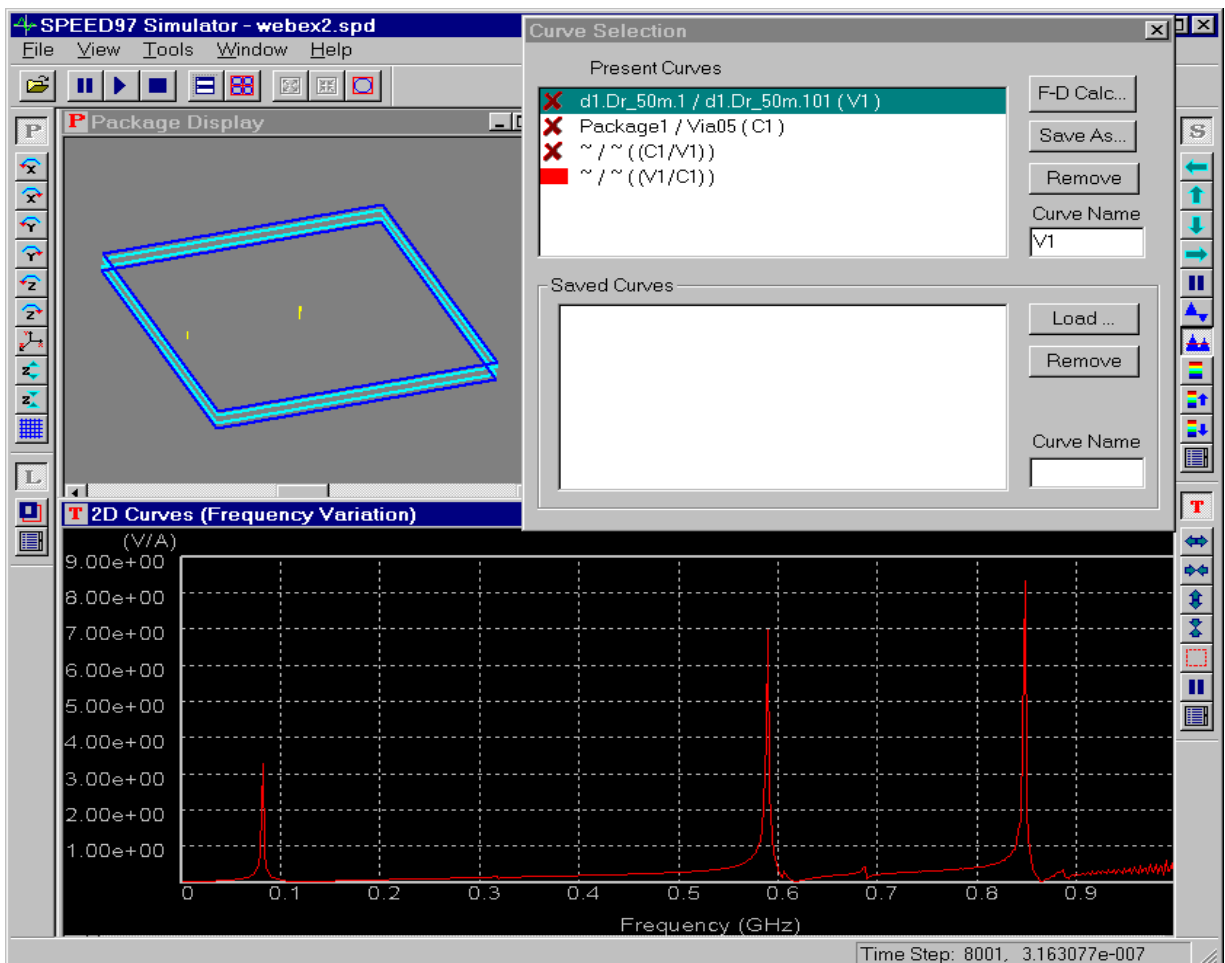 SPEED97 Simulator - webex2.spd
File View Tools Window Help
P Package Display
P
X
X
Y
Y
Z
Z
Z
Z
L
Curve Selection
Present Curves
d1.Dr_50m.1 / d1.Dr_50m.101 ( V1 )
Package1 / Via05 ( C1 )
~ / ~ ( (C1/V1) )
~ / ~ ( (V1/C1) )
F-D Calc...
Save As...
Remove
Curve Name
V1
Saved Curves
Load ...
Remove
Curve Name
S
T
T 2D Curves (Frequency Variation)
(V/A)
9.00e+00
8.00e+00
7.00e+00
6.00e+00
5.00e+00
4.00e+00
3.00e+00
2.00e+00
1.00e+00
0 0.1 0.2 0.3 0.4 0.5 0.6 0.7 0.8 0.9
Frequency (GHz)
Time Step: 8001, 3.163077e-007